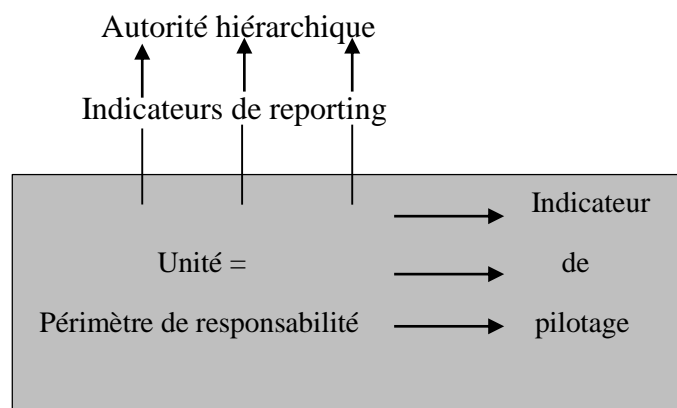 Autorité hiérarchique
Indicateurs de reporting
Indicateur
Unité =
de
Périmètre de responsabilité
pilotage